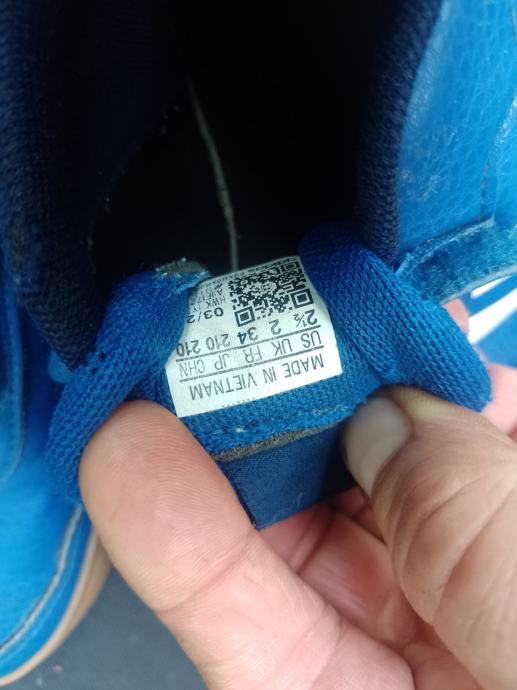 MADE IN VIETNAM
US UK FR JP CHN
2½ 2 34 210 210
03/2